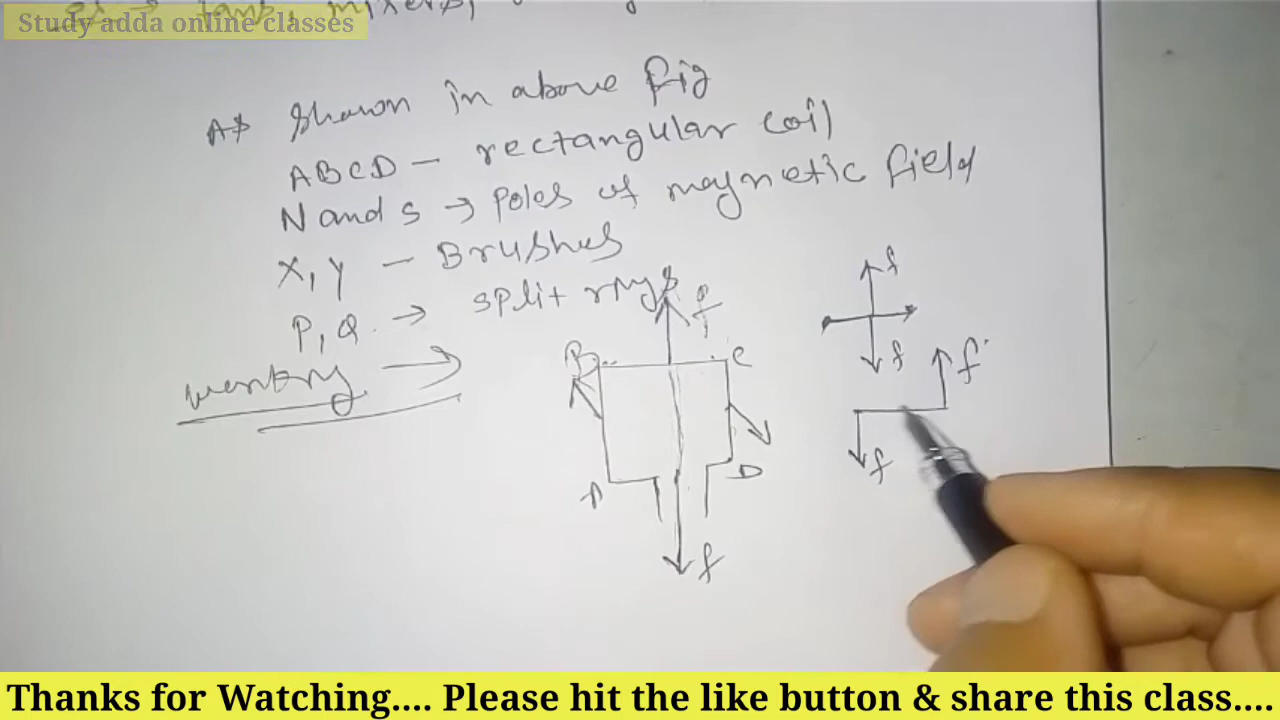 Study adda online classes
As shown in above fig
ABCD - rectangular coil
N and S → Poles of magnetic field
X, Y - Brushes
P, Q → split rings
working →
f
f
f
f
B C
f
f
A D
f
Thanks for Watching.... Please hit the like button & share this class....